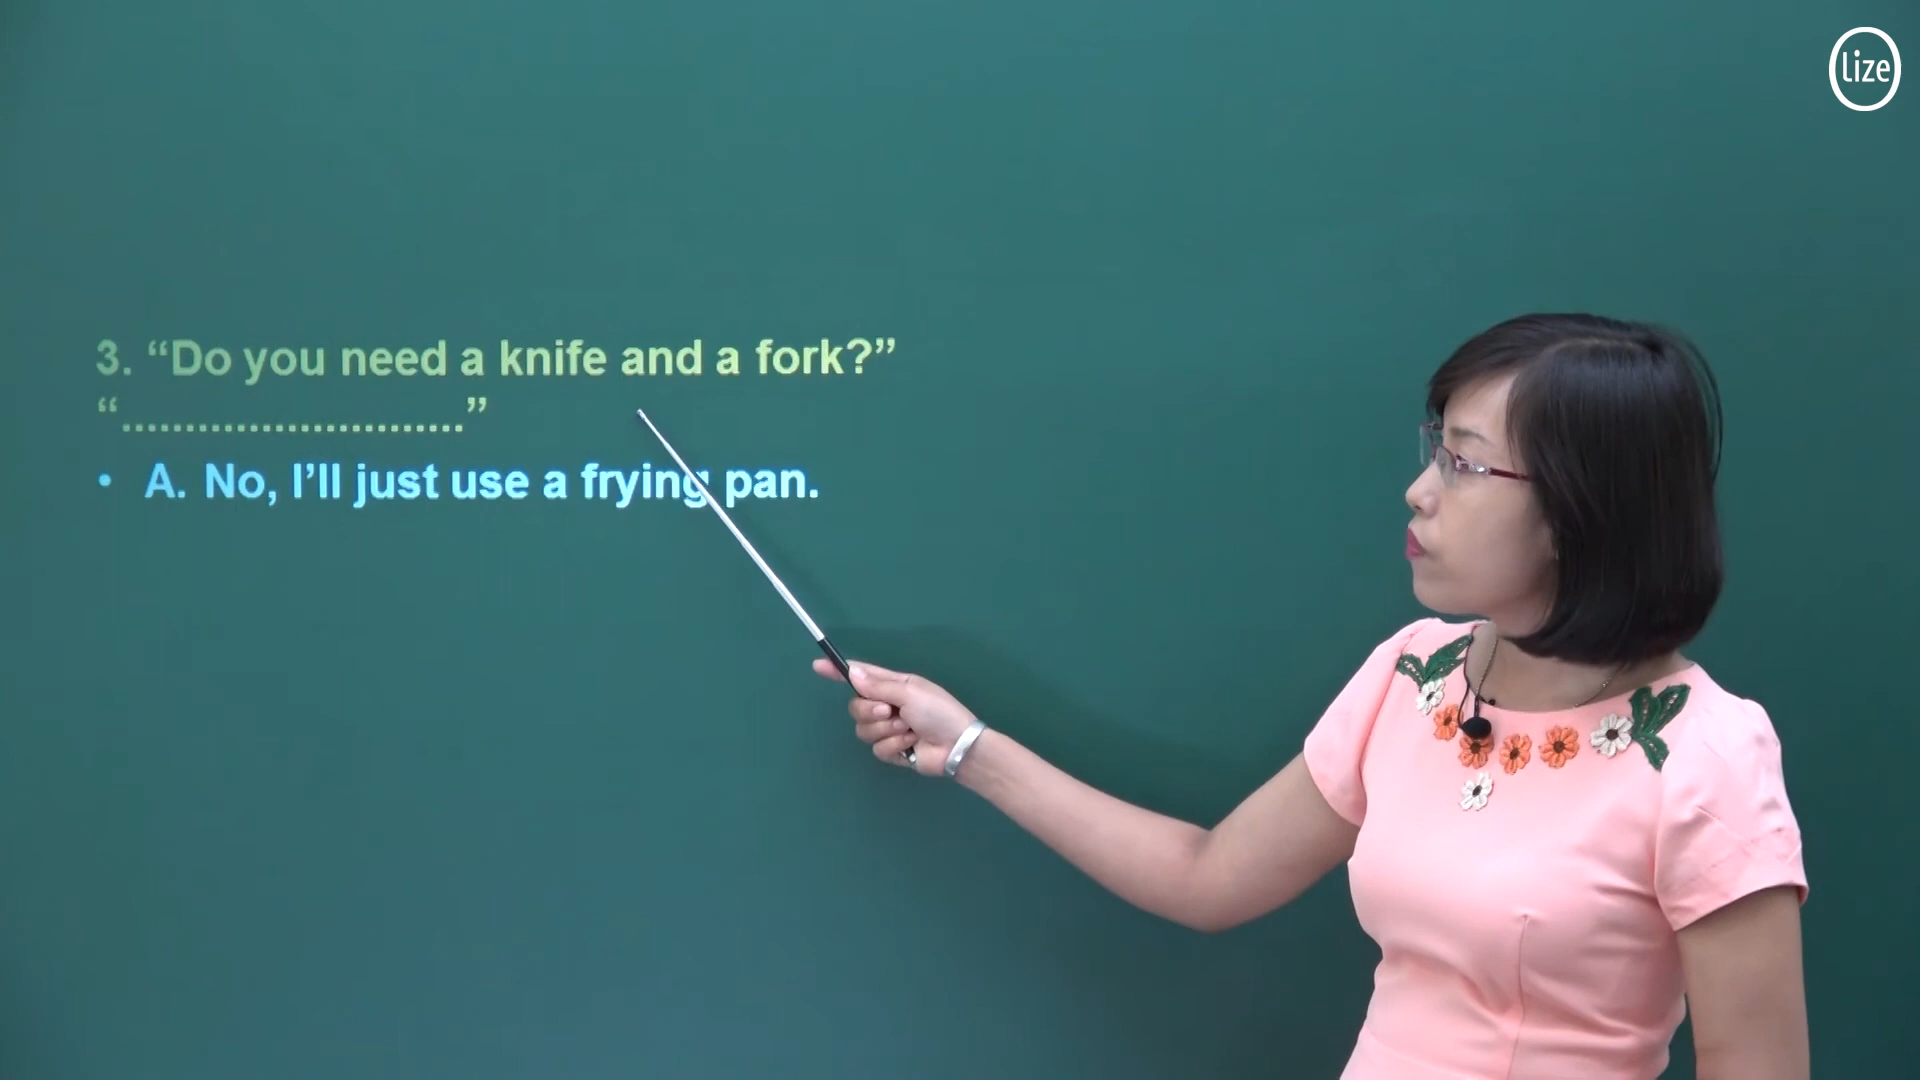 lize
3. “Do you need a knife and a fork?”
“...........................”
• A. No, I’ll just use a frying pan.